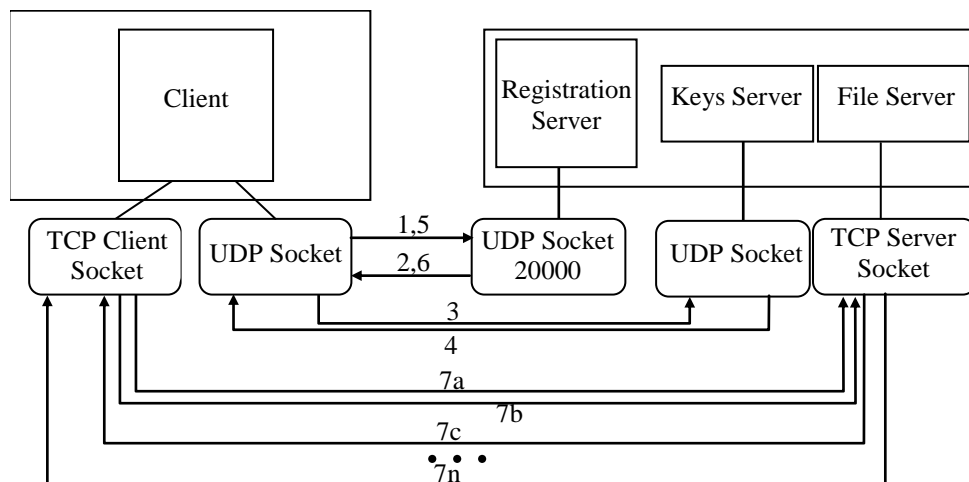 Client
Registration
Server
Keys Server
File Server
TCP Client
Socket
UDP Socket
1,5
2,6
UDP Socket
20000
UDP Socket
TCP Server
Socket
3
4
7a
7b
7c
• • •
7n